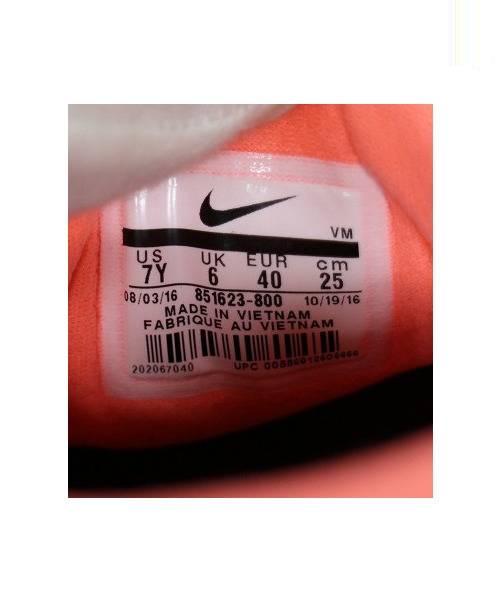 VM
US UK EUR cm
7Y 6 40 25
08/03/16 851623-800 10/19/16
MADE IN VIETNAM
FABRIQUE AU VIETNAM
202067040 UPC